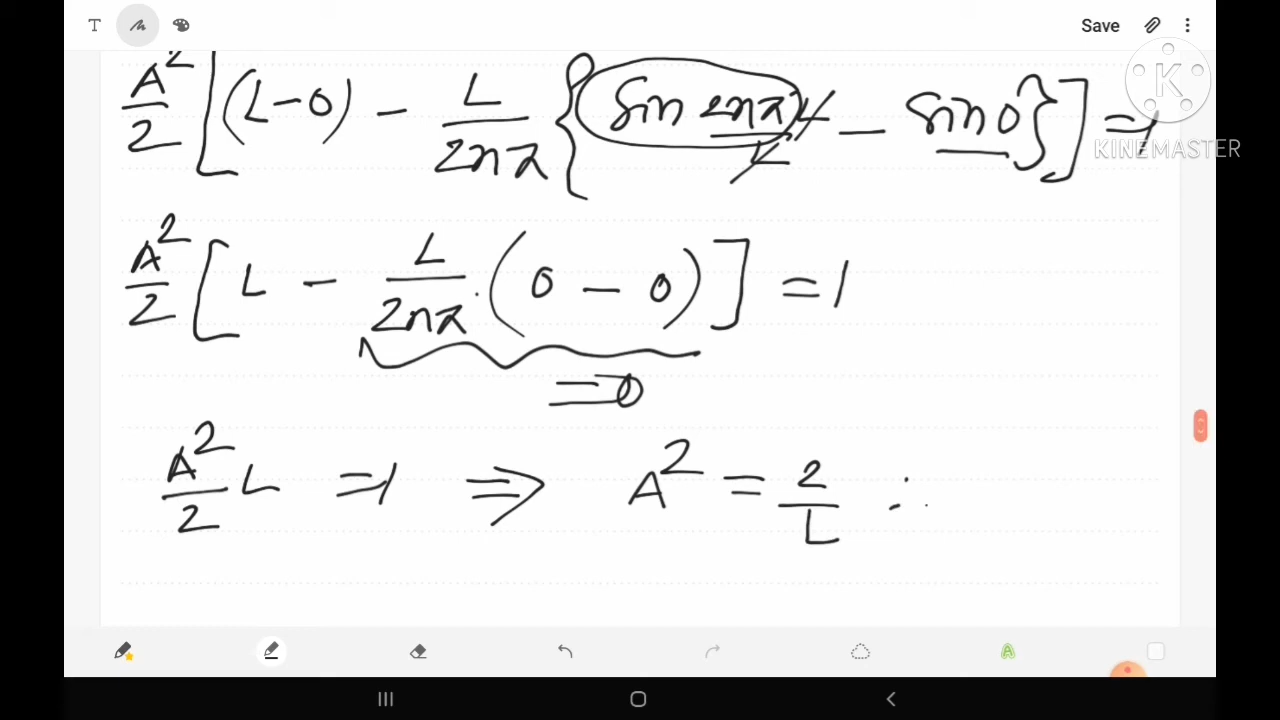 T Save
A²/2 [(L-0) - L/2nπ {sin 2nπ/L L - sin 0}] = 1
KINEMASTER
A²/2 [L - L/2nπ . (0 - 0)] = 1
= 0
A²/2 L = 1 ⇒ A² = 2/L ∴